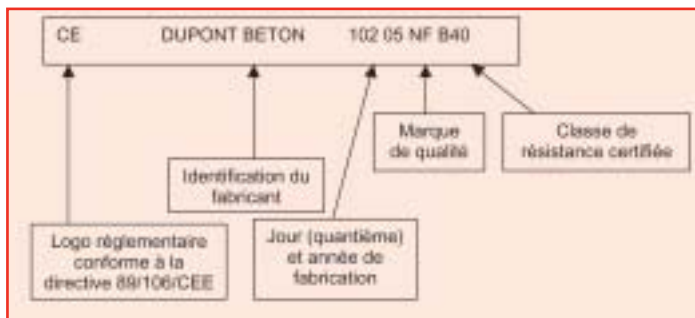 CE DUPONT BETON 102 05 NF B40
Marque
de qualité
Classe de
résistance certifiée
Identification du
fabricant
Logo réglementaire
conforme à la
directive 89/106/CEE
Jour (quantième)
et année de
fabrication